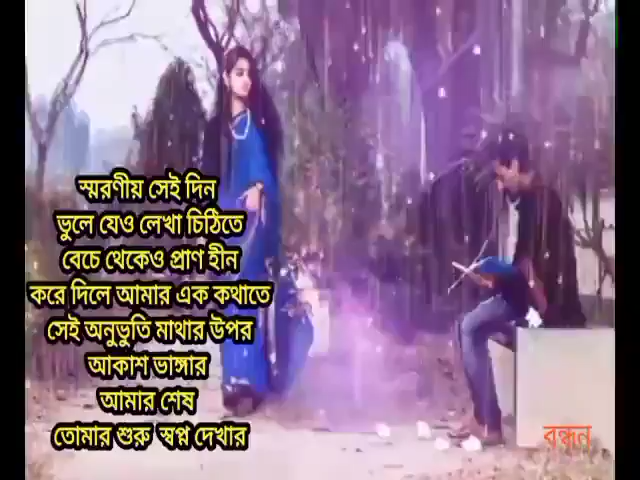 স্মরণীয় সেই দিন
ভুলে যেও লেখা চিঠিতে
বেচে থেকেও প্রাণ হীন
করে দিলে আমার এক কথাতে
সেই অনুভুতি মাথার উপর
আকাশ ভাঙ্গার
আমার শেষ
তোমার শুরু স্বপ্ন দেখার
বন্ধন